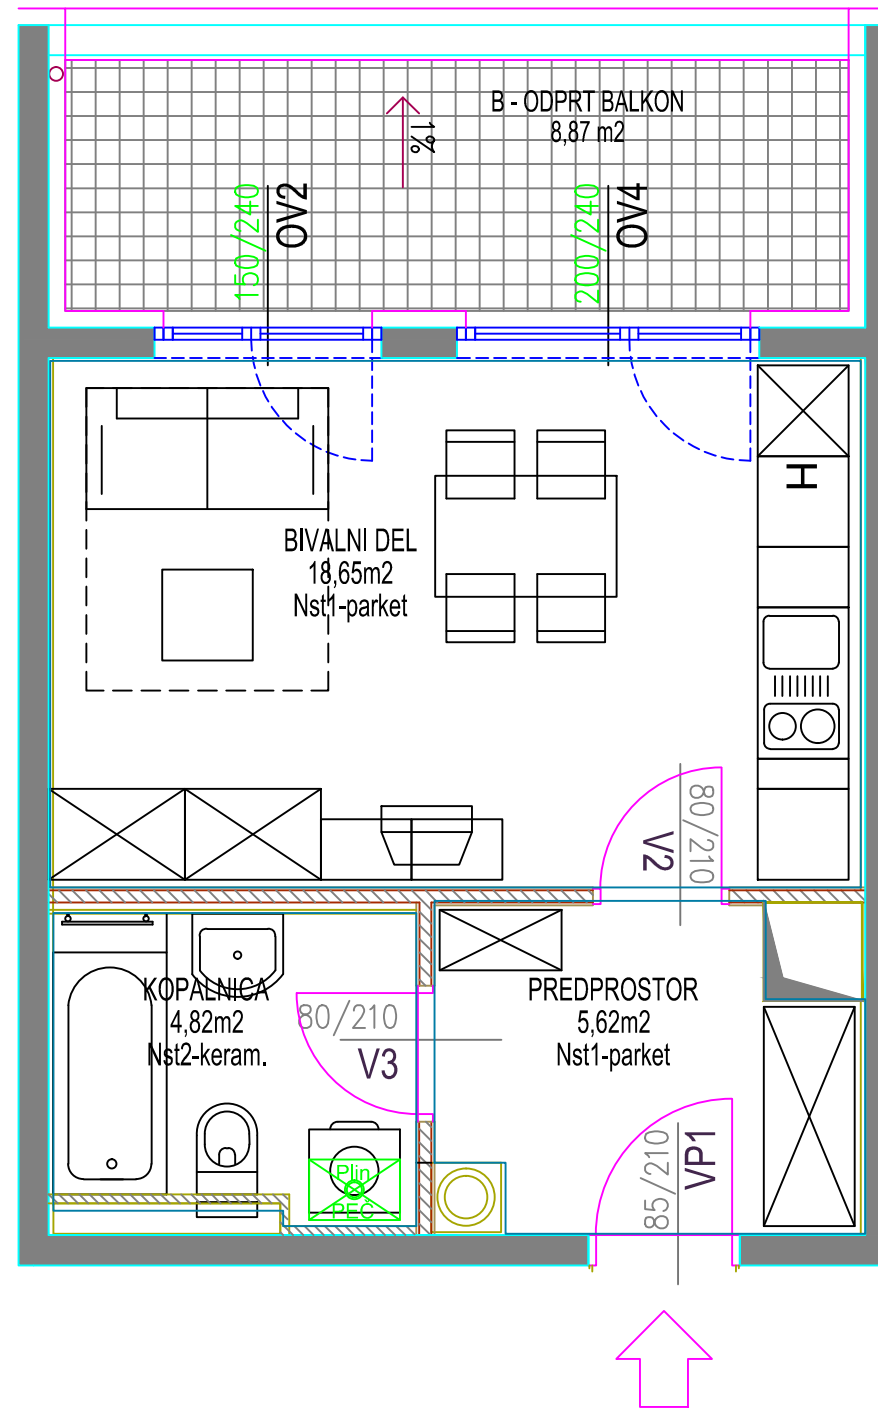 B - ODPRT BALKON
8,87 m2
1%
150/240
OV2
200/240
OV4
H
BIVALNI DEL
18,65m2
Nst1-parket
80/210
V2
KOPALNICA
4,82m2
Nst2-keram.
80/210
V3
PREDPROSTOR
5,62m2
Nst1-parket
85/210
VP1
Plin
PEČ